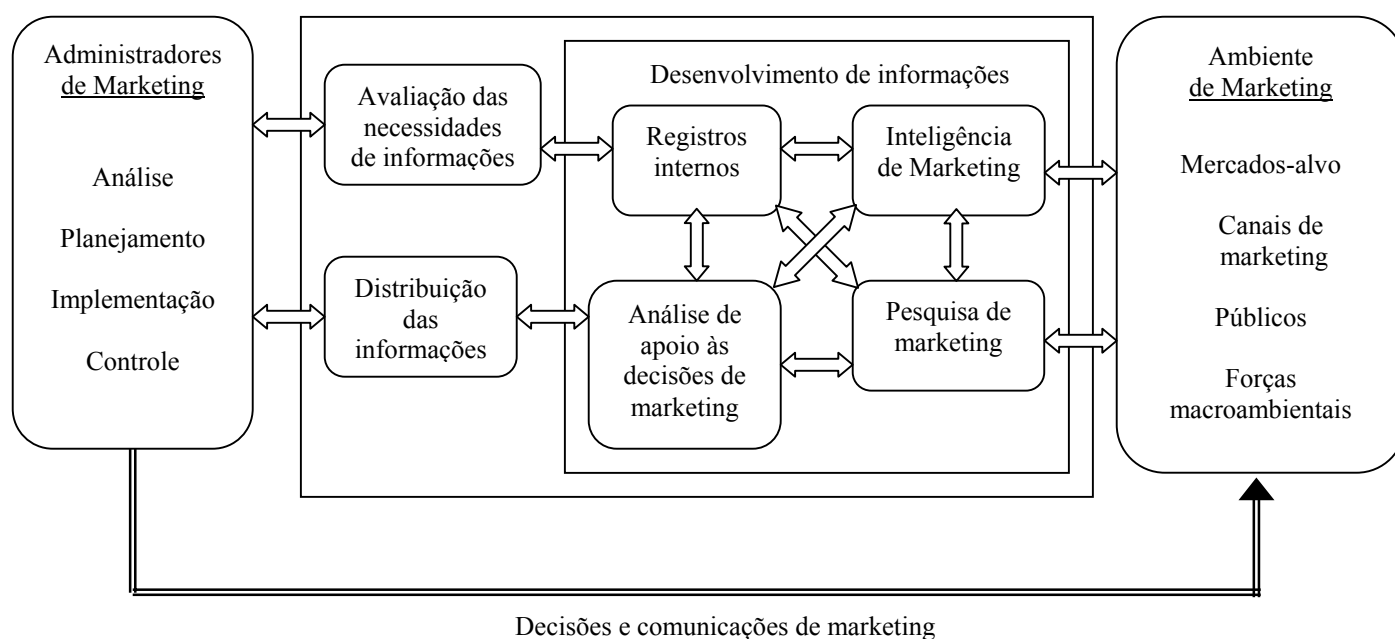 Administradores
de Marketing
Análise
Planejamento
Implementação
Controle
Avaliação das
necessidades
de informações
Distribuição
das
informações
Desenvolvimento de informações
Registros
internos
Inteligência
de Marketing
Análise de
apoio às
decisões de
marketing
Pesquisa de
marketing
Ambiente
de Marketing
Mercados-alvo
Canais de
marketing
Públicos
Forças
macroambientais
Decisões e comunicações de marketing